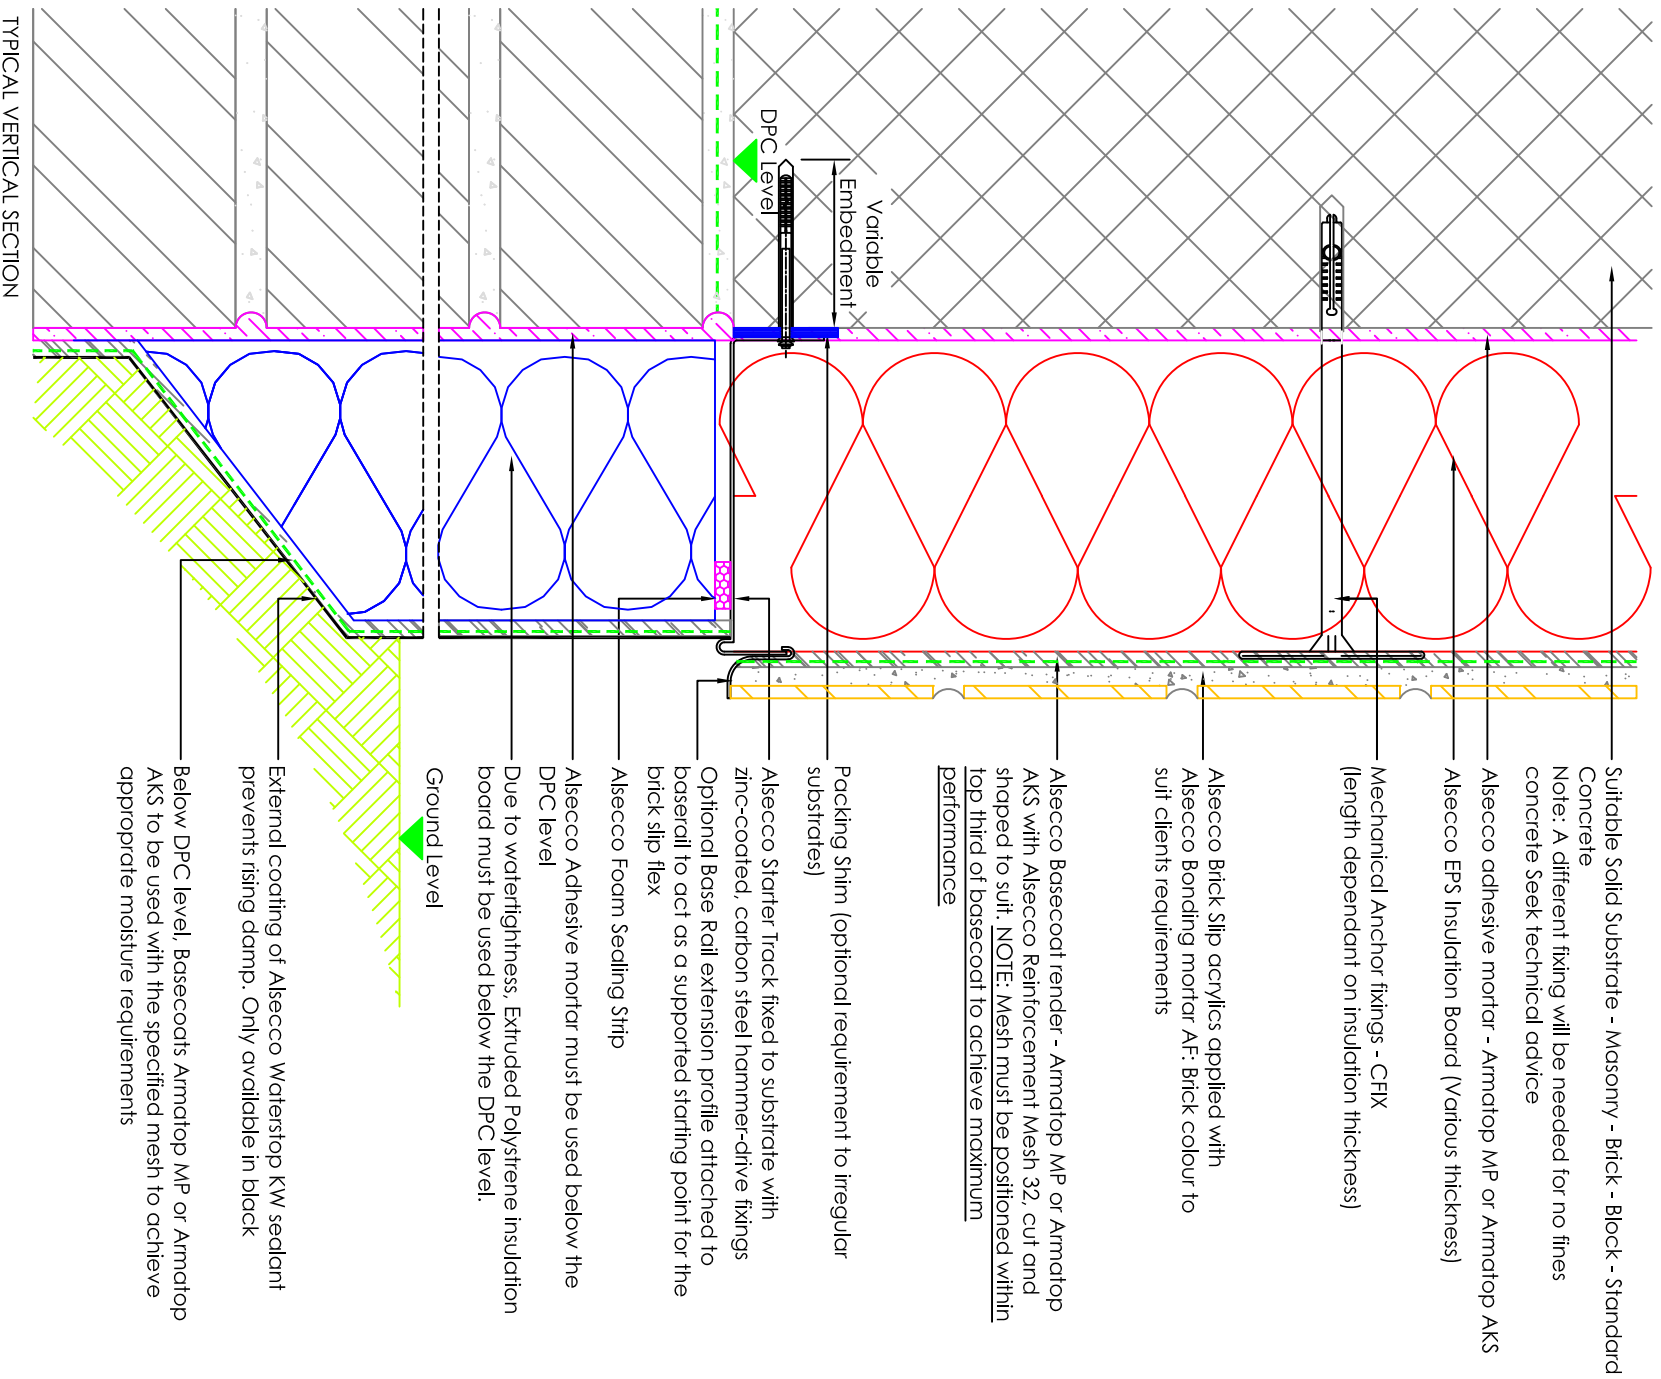 Suitable Solid Substrate - Masonry - Brick - Block - Standard
Concrete
Note: A different fixing will be needed for no fines
concrete Seek technical advice
Alsecco adhesive mortar - Armatop MP or Armatop AKS
Alsecco EPS Insulation Board (Various thickness)
Mechanical Anchor fixings - CFIX
(length dependant on insulation thickness)
Alsecco Brick Slip acrylics applied with
Alsecco Bonding mortar AF: Brick colour to
suit clients requirements
Alsecco Basecoat render - Armatop MP or Armatop
AKS with Alsecco Reinforcement Mesh 32, cut and
shaped to suit. NOTE: Mesh must be positioned within
top third of basecoat to achieve maximum
performance
Variable
Embedment
DPC Level
Packing Shim (optional requirement to irregular
substrates)
Alsecco Starter Track fixed to substrate with
zinc-coated, carbon steel hammer-drive fixings
Optional Base Rail extension profile attached to
baserail to act as a supported starting point for the
brick slip flex
Alsecco Foam Sealing Strip
Alsecco Adhesive mortar must be used below the
DPC level
Due to watertightness, Extruded Polystrene insulation
board must be used below the DPC level.
Ground Level
External coating of Alsecco Waterstop KW sealant
prevents rising damp. Only available in black
Below DPC level, Basecoats Armatop MP or Armatop
AKS to be used with the specified mesh to achieve
approprate moisture requirements
TYPICAL VERTICAL SECTION